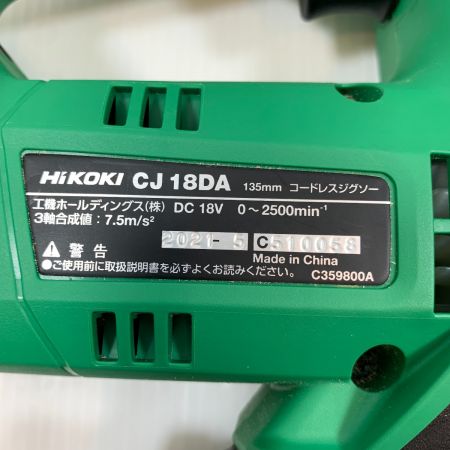 HiKOKI CJ 18DA 135mm コードレスジグソー
工機ホールディングス(株) DC 18V 0～2500min⁻¹
3軸合成値: 7.5m/s²
2021- 5 C510058
警告 Made in China
●ご使用前に取扱説明書を必ずよくお読みください。 C359800A